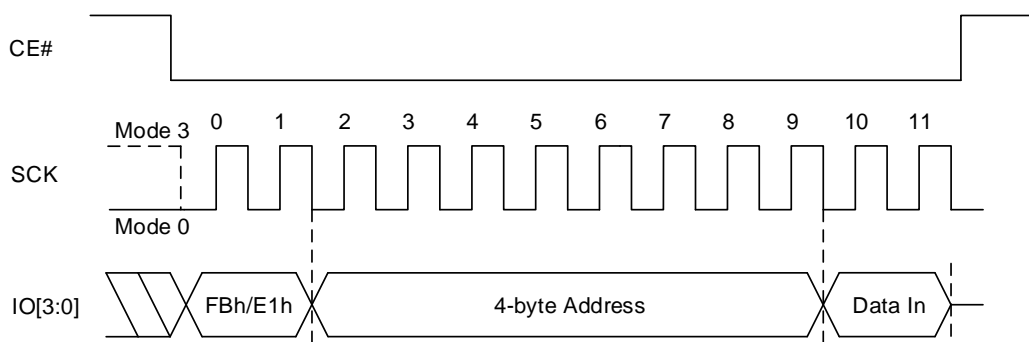 CE#
Mode 3 0 1 2 3 4 5 6 7 8 9 10 11
SCK
Mode 0
IO[3:0] FBh/E1h 4-byte Address Data In